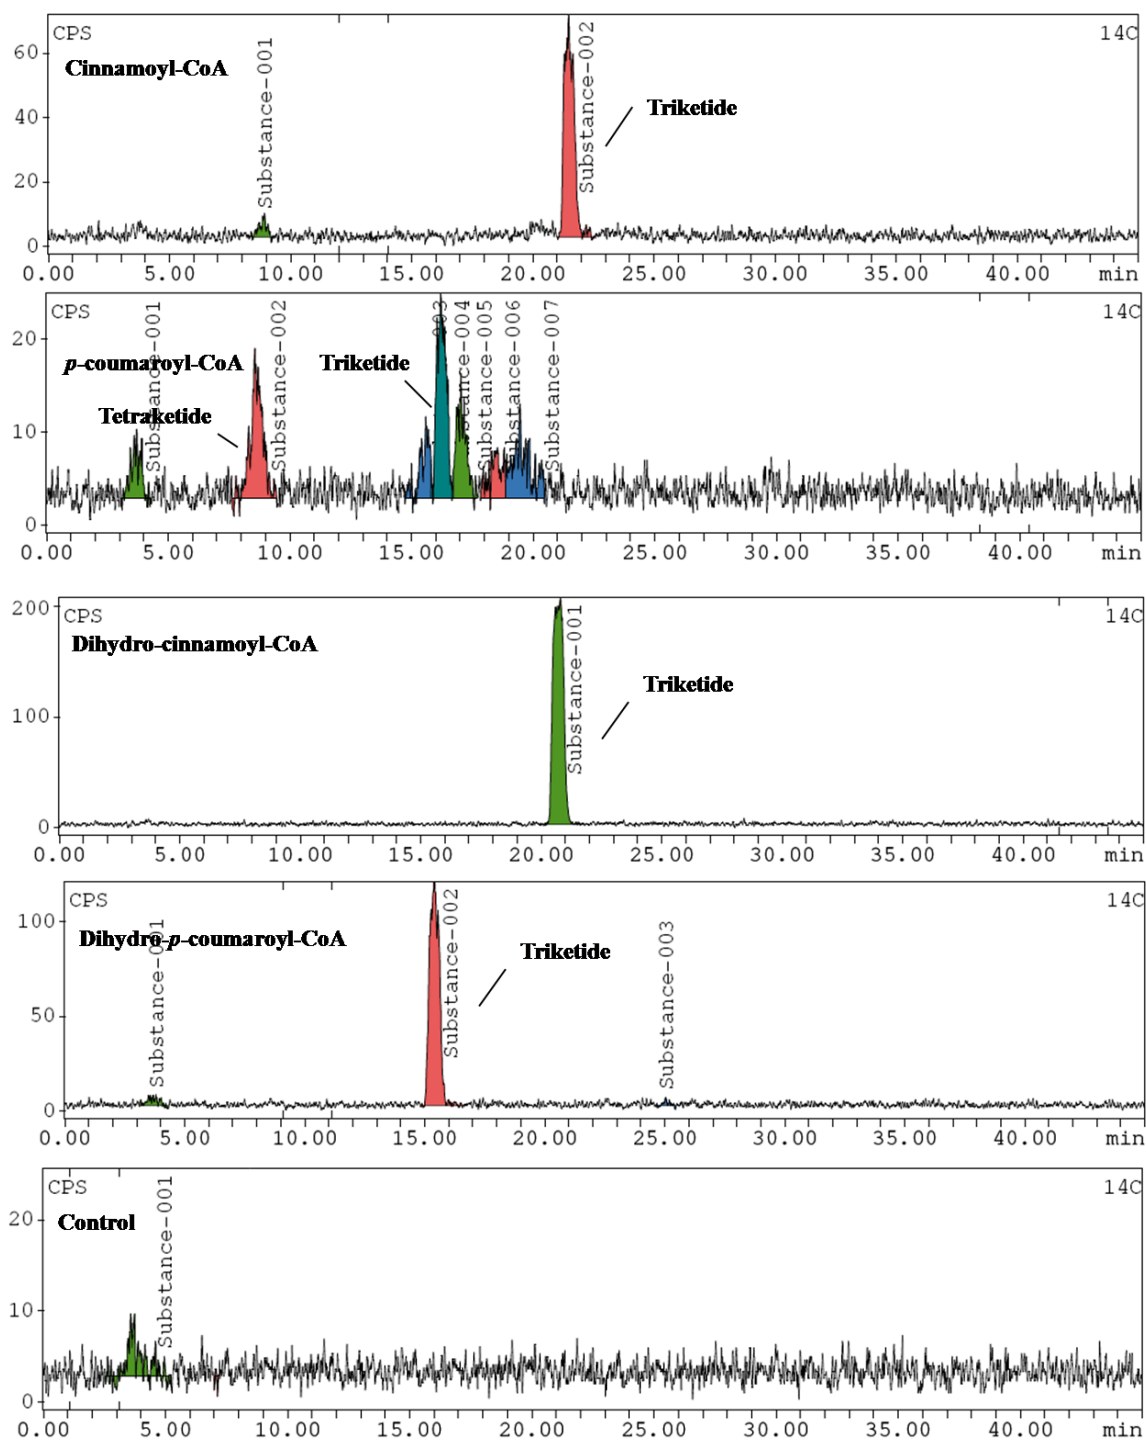 CPS
14C
Cinnamoyl-CoA
Substance-001
Substance-002
Triketide
60
40
20
0
0.00 5.00 10.00 15.00 20.00 25.00 30.00 35.00 40.00 min
CPS
14C
Substance-001
Substance-002
Substance-004
Substance-005
Substance-006
Substance-007
p-coumaroyl-CoA
Triketide
Tetraketide
20
10
0
0.00 5.00 10.00 15.00 20.00 25.00 30.00 35.00 40.00 min
200
CPS
14C
Dihydro-cinnamoyl-CoA
Substance-001
Triketide
100
0
0.00 5.00 10.00 15.00 20.00 25.00 30.00 35.00 40.00 min
CPS
14C
100
Dihydro-p-coumaroyl-CoA
Substance-001
Substance-002
Triketide
Substance-003
50
0
0.00 5.00 10.00 15.00 20.00 25.00 30.00 35.00 40.00 min
CPS
14C
Substance-001
20
Control
10
0
0.00 5.00 10.00 15.00 20.00 25.00 30.00 35.00 40.00 min